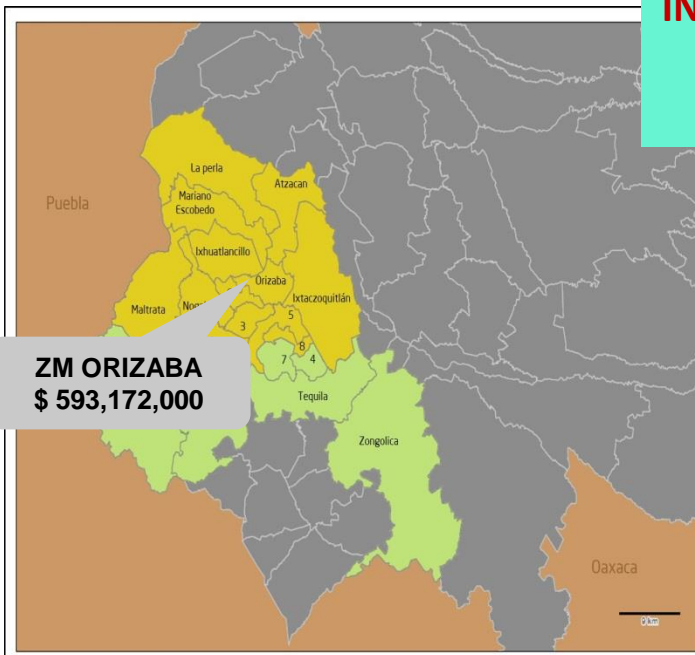 IN
La perla
Atzacan
Mariano
Escobedo
Puebla
Ixhuatlancillo
Orizaba
Ixtaczoquitlán
Maltrata
5
3
8
7
4
ZM ORIZABA
$ 593,172,000
Tequila
Zongolica
Oaxaca